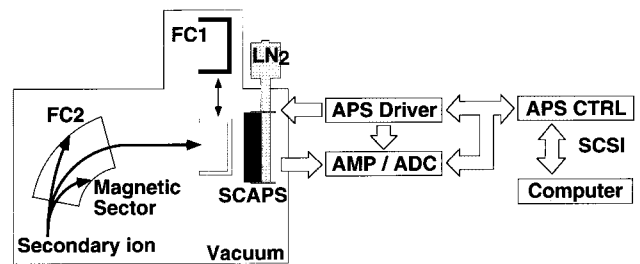 FC1
LN2
FC2
APS Driver
APS CTRL
SCSI
AMP / ADC
Magnetic
Sector
SCAPS
Computer
Secondary ion
Vacuum